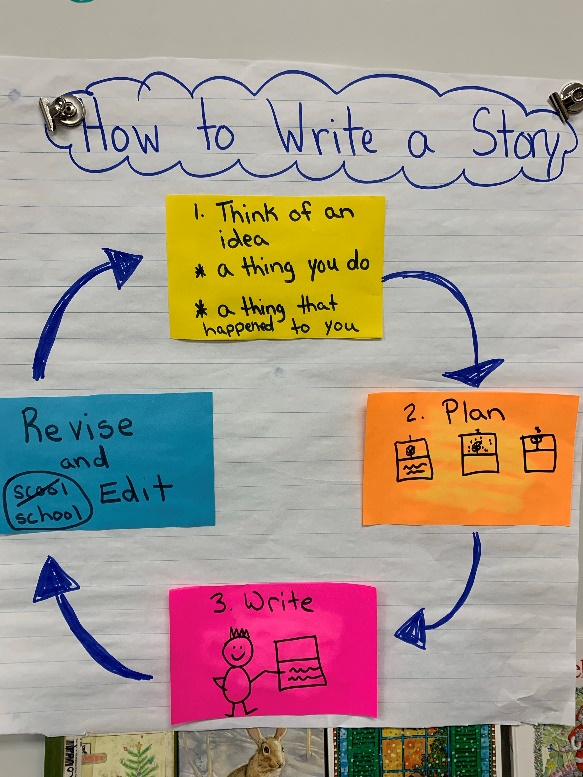 How to Write a Story
1. Think of an
idea
* a thing you do
* a thing that
happened to you
2. Plan
3. Write
Revise
and
Edit
scool
school